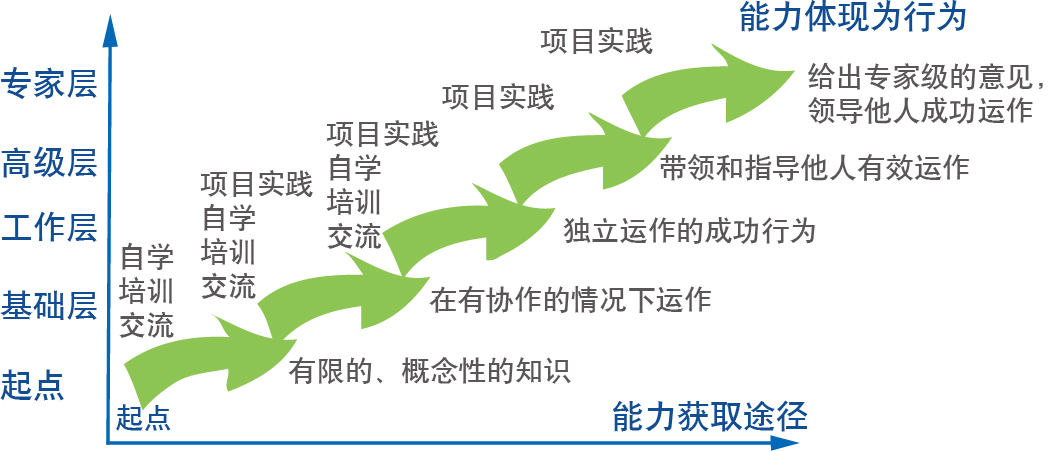 能力体现为行为
专家层
高级层
工作层
基础层
起点
自学
培训
交流
项目实践
自学
培训
交流
项目实践
自学
培训
交流
项目实践
项目实践
给出专家级的意见，
领导他人成功运作
带领和指导他人有效运作
独立运作的成功行为
在有协作的情况下运作
有限的、概念性的知识
起点
能力获取途径